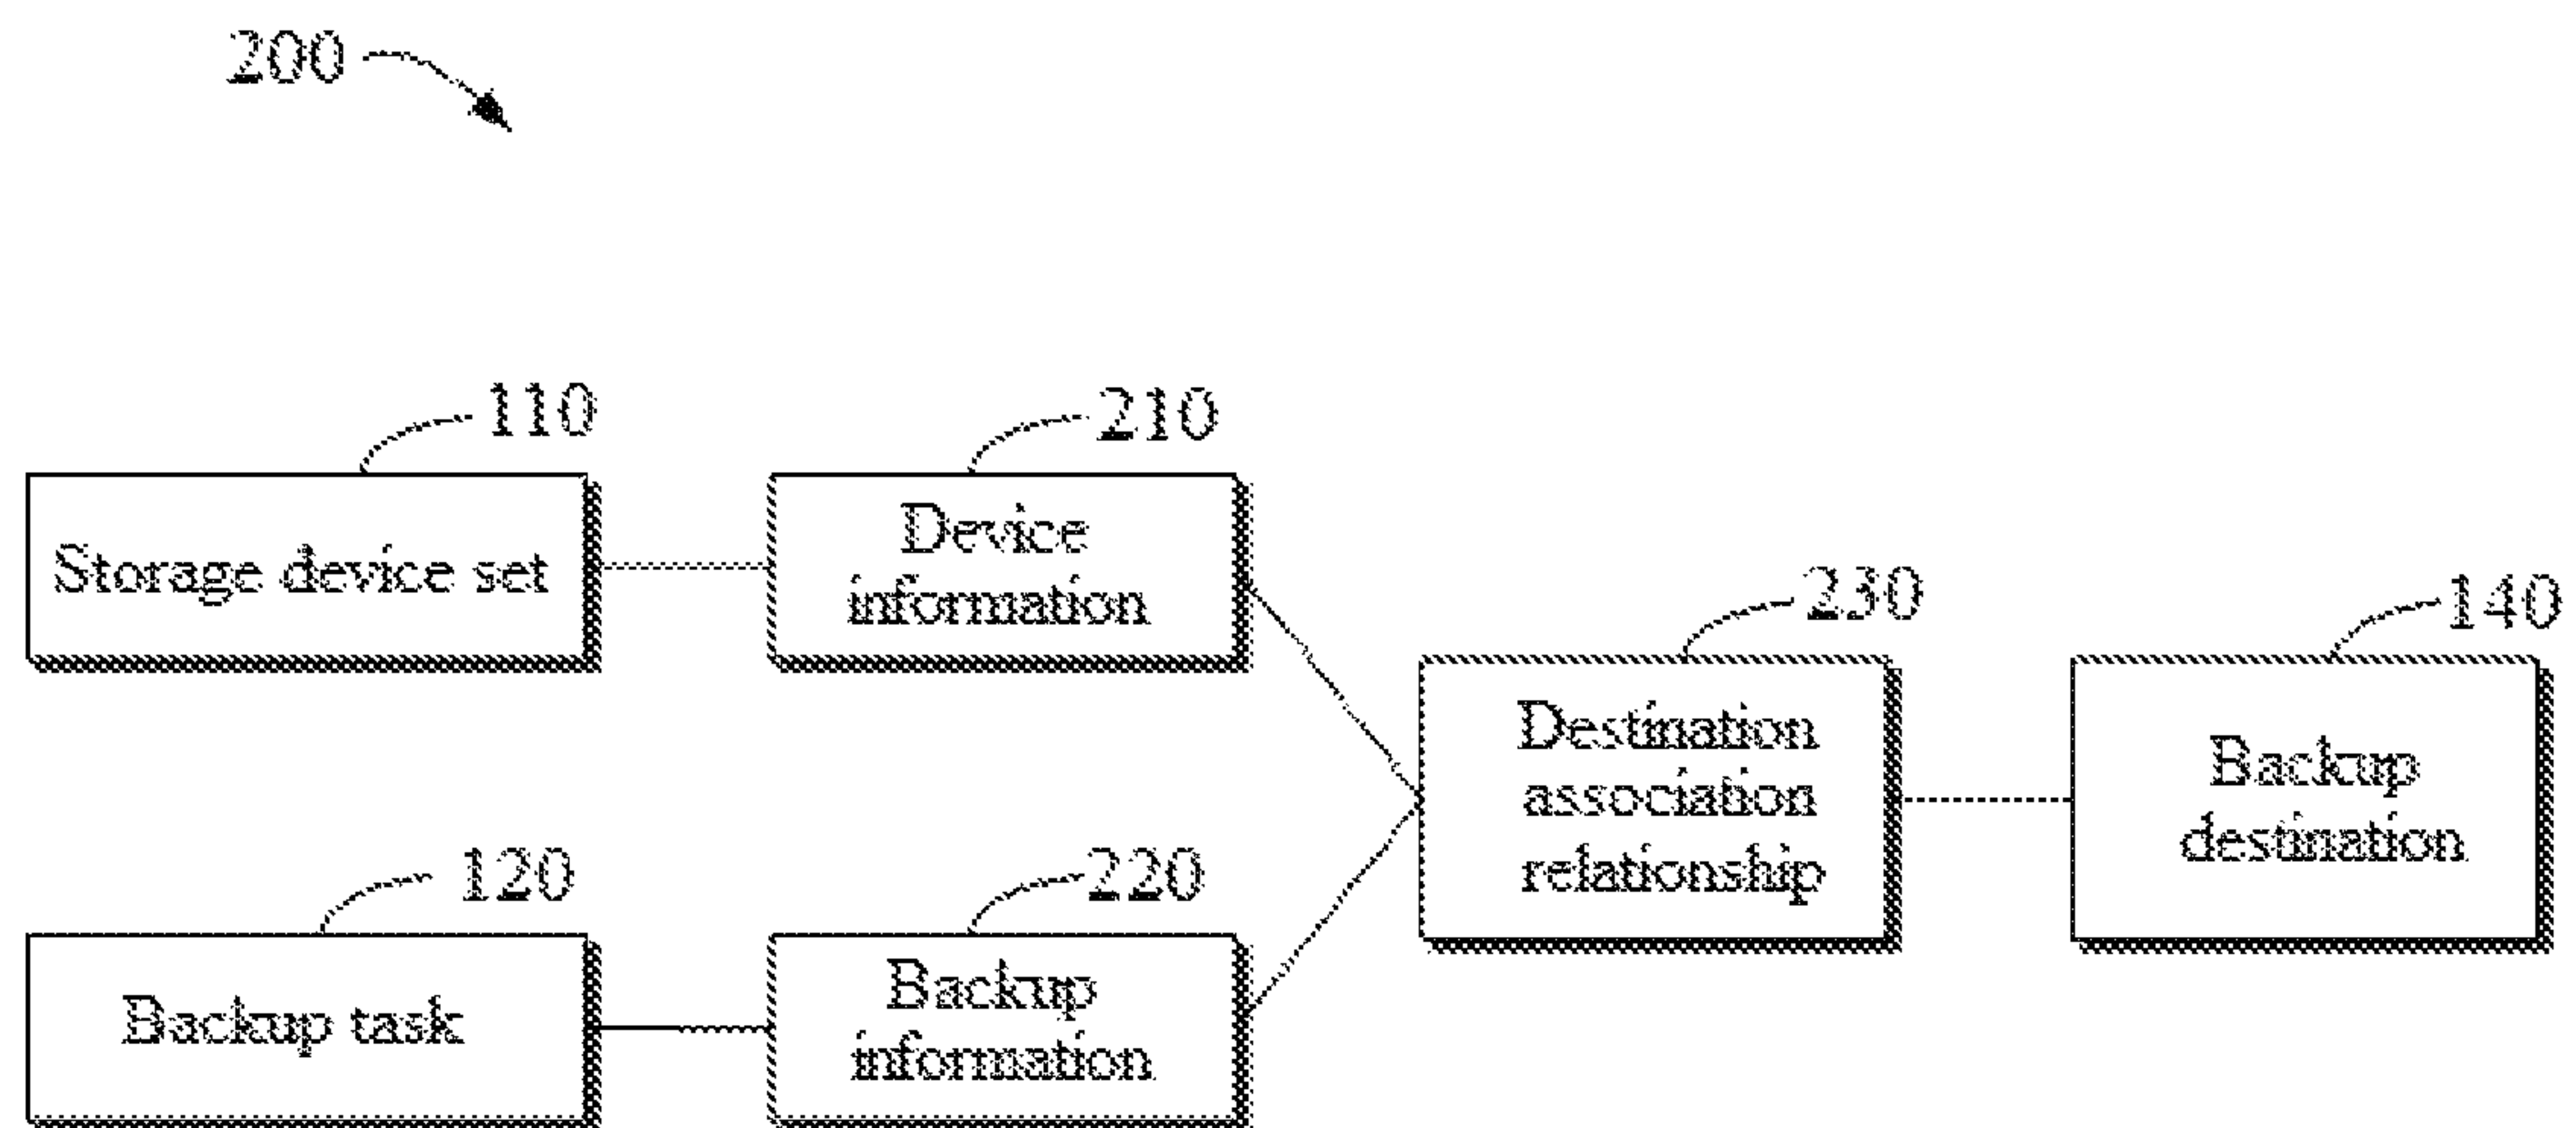 200
110
210
Storage device set
Device
information
230
140
Destination
association
relationship
Backup
destination
120
220
Backup task
Backup
information